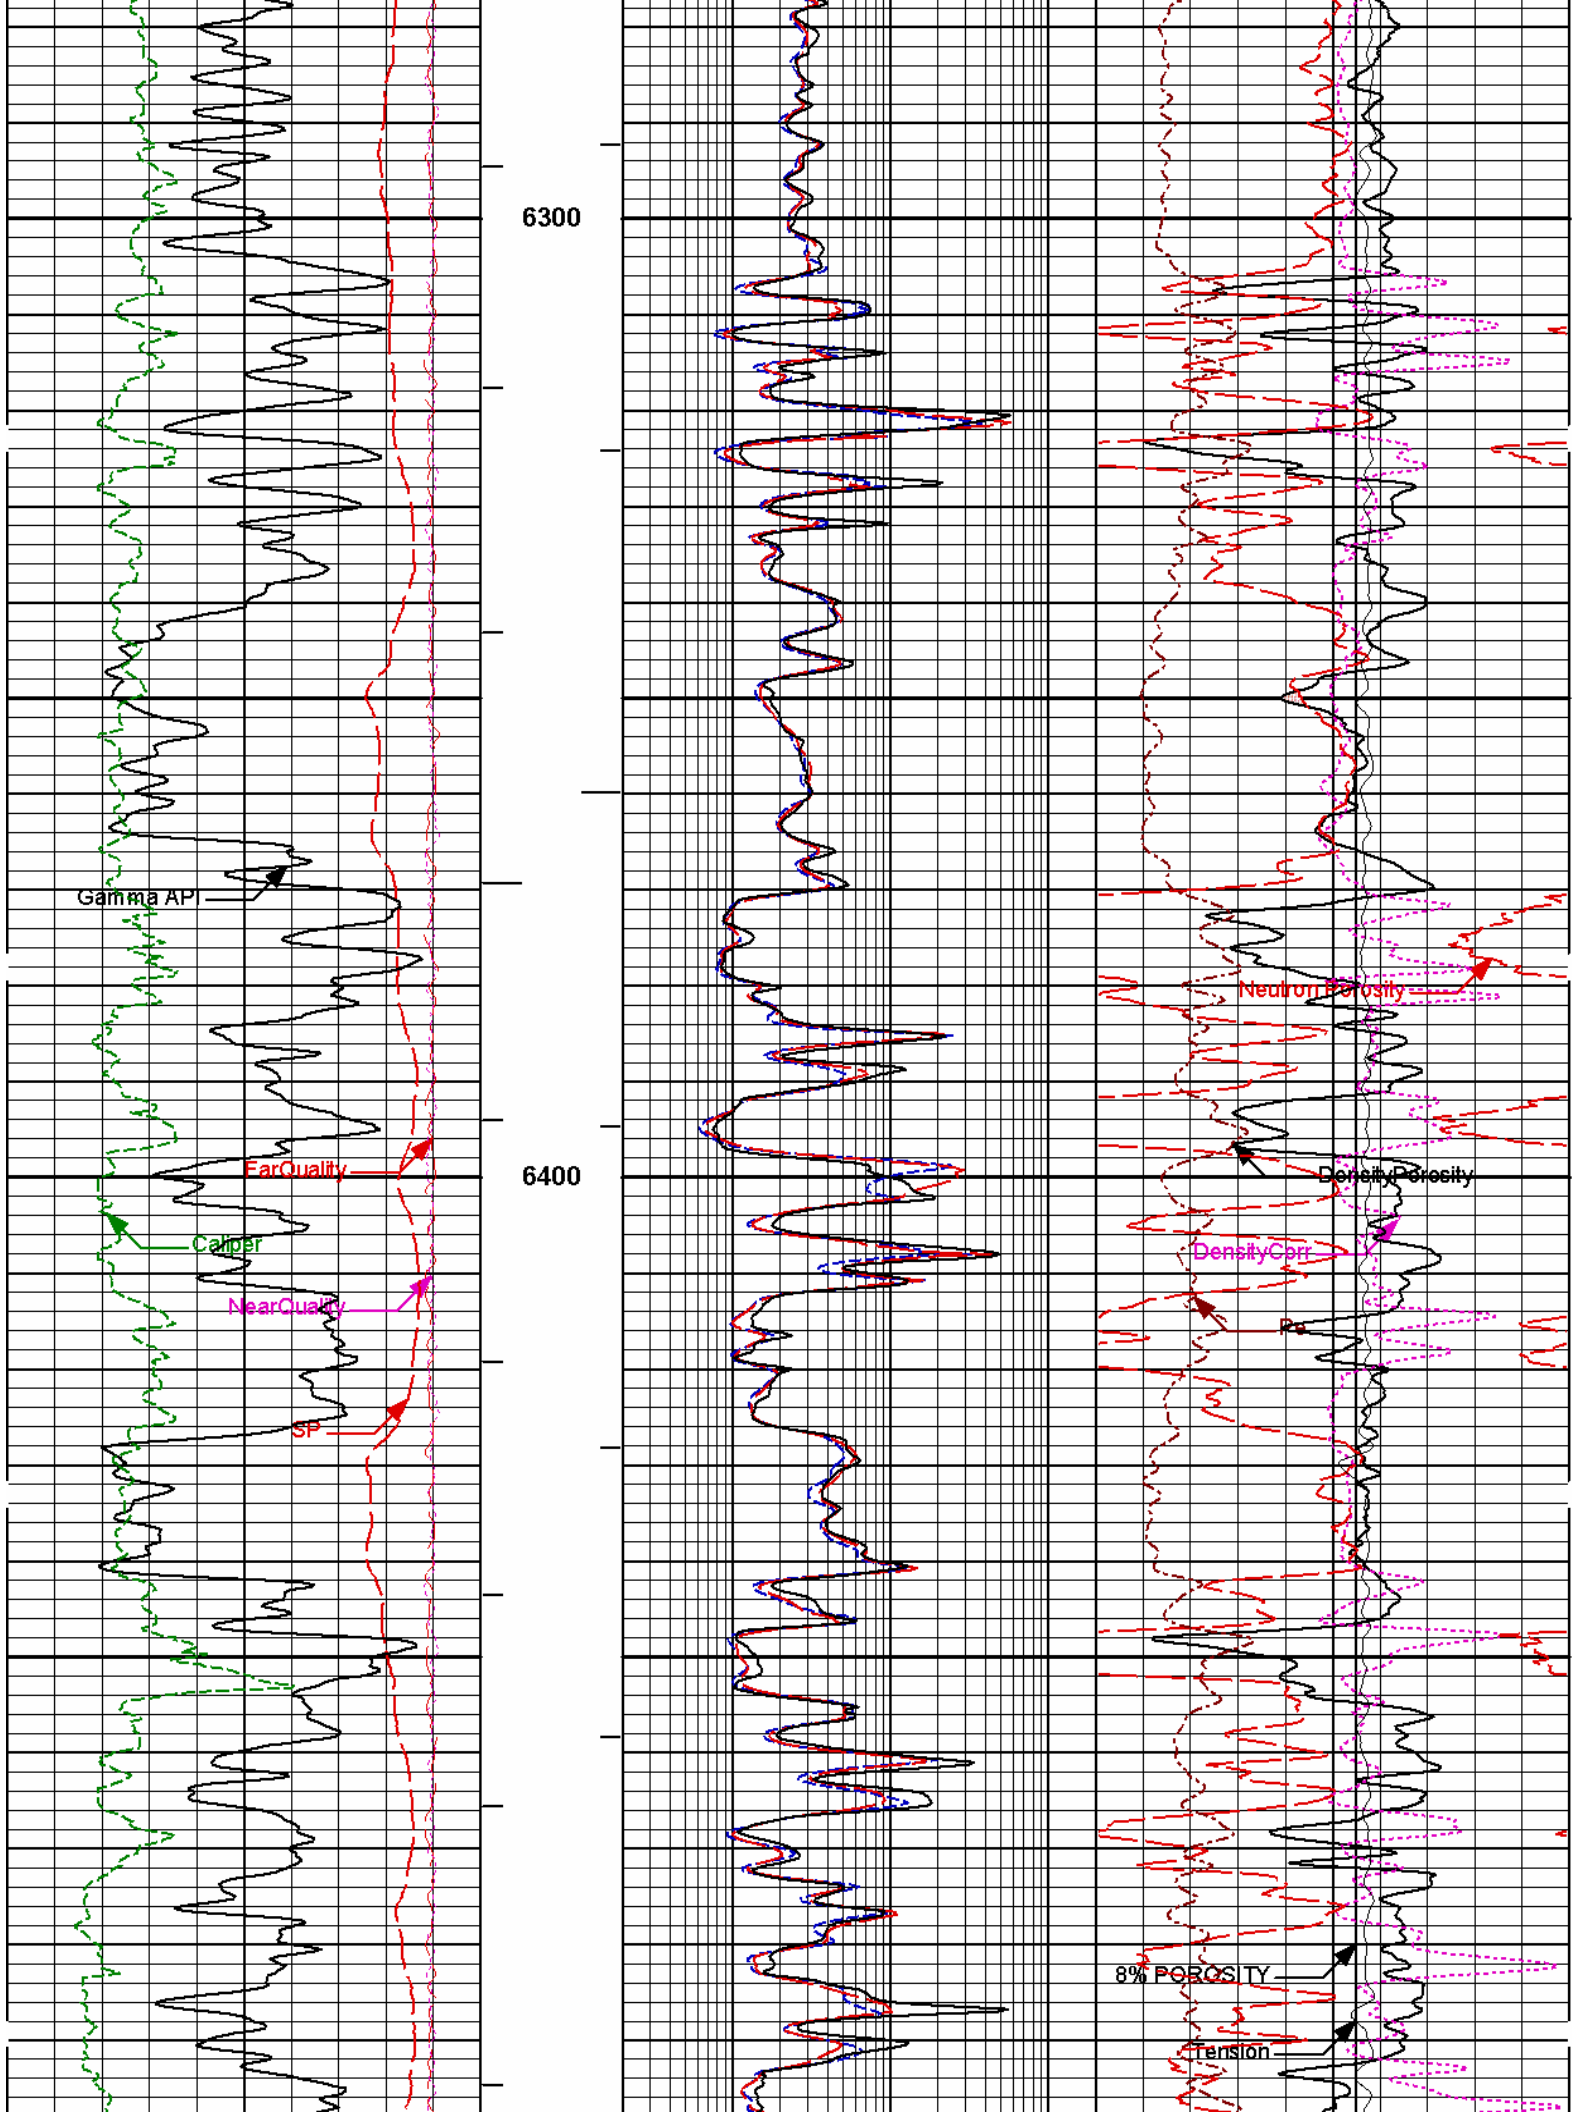 6300
Gamma API
Neutron Porosity
FarQuality
6400
DensityPorosity
Caliper
DensityCorr
NearQuality
Pe
SP
8% POROSITY
Tension